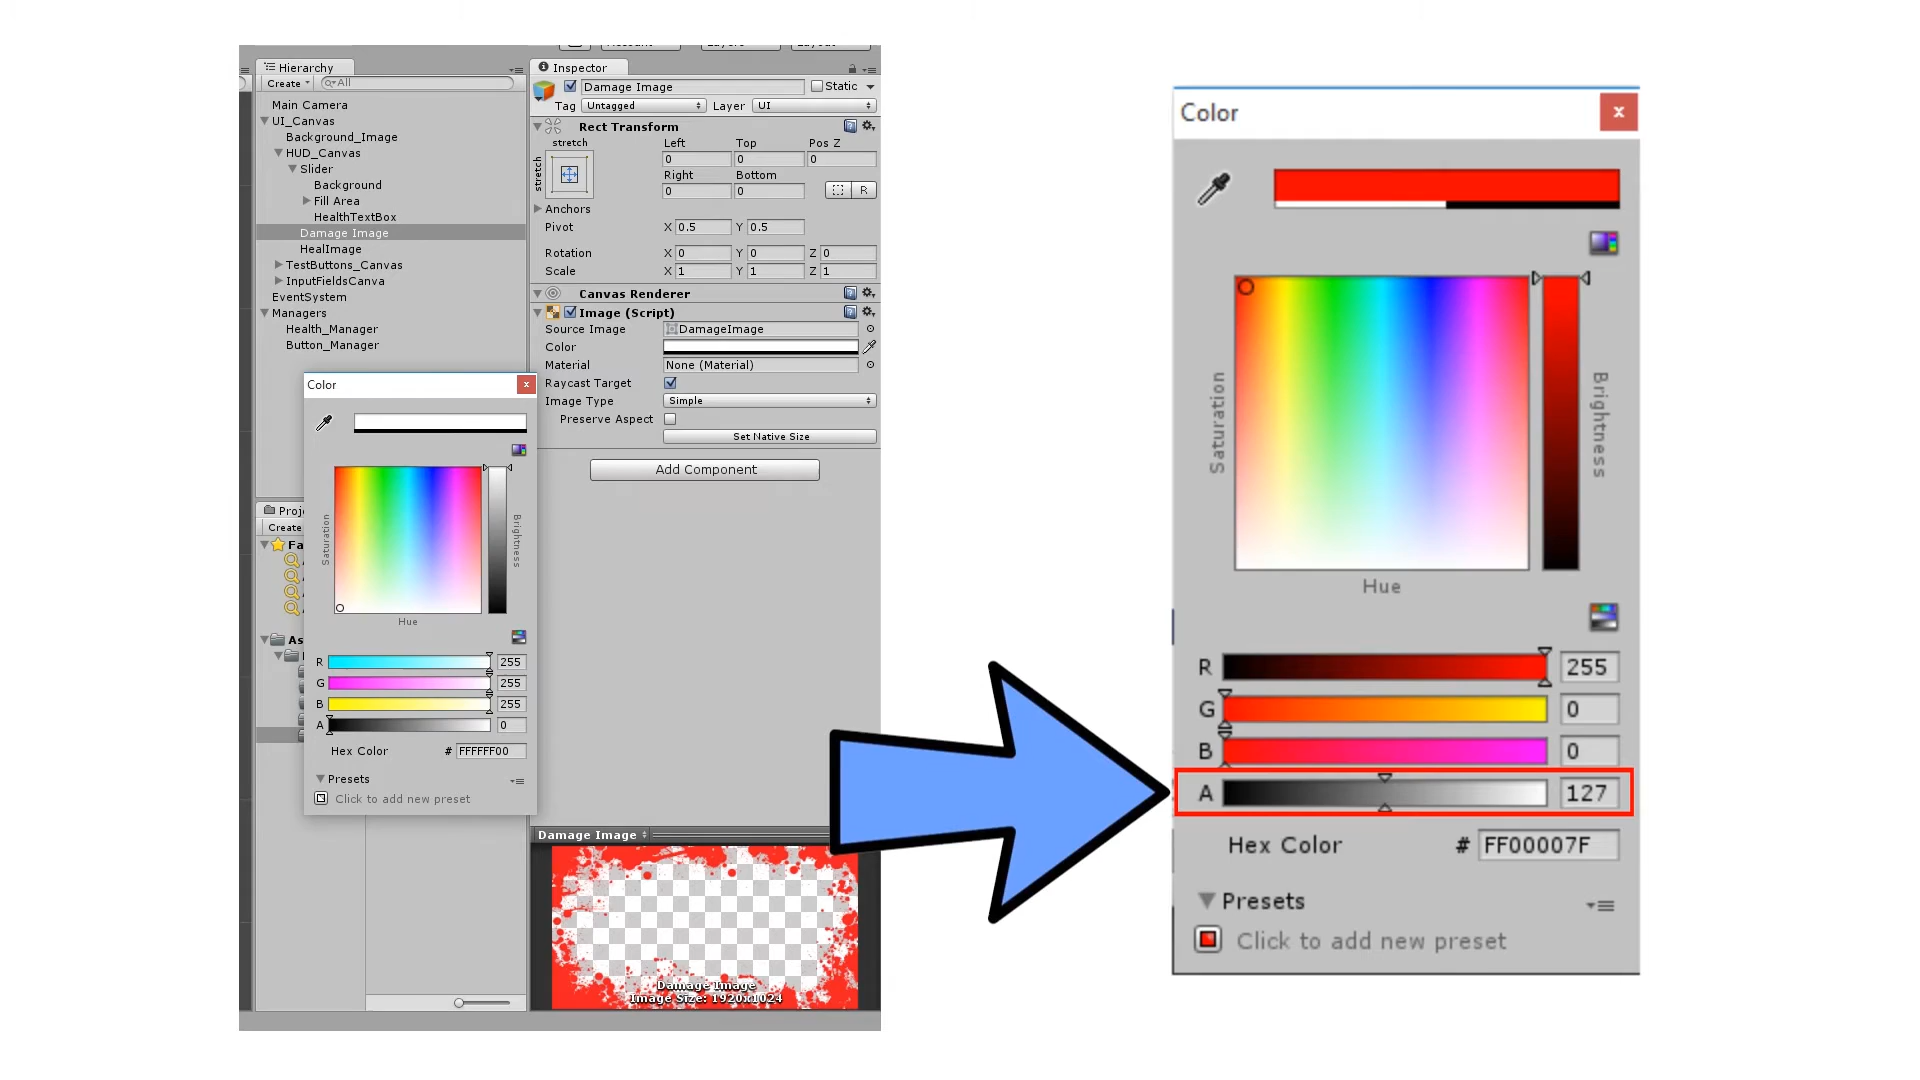 Hierarchy
Create
All
Main Camera
UI_Canvas
Background_Image
HUD_Canvas
Slider
Background
Fill Area
HealthTextBox
Damage Image
HealImage
TestButtons_Canvas
InputFieldsCanva
EventSystem
Managers
Health_Manager
Button_Manager
Create
Inspector
Damage Image
Static
Tag Untagged Layer UI
Rect Transform
stretch
stretch
Left Top Pos Z
0 0 0
Right Bottom
0 0
R
Anchors
Pivot X 0.5 Y 0.5
Rotation X 0 Y 0 Z 0
Scale X 1 Y 1 Z 1
Canvas Renderer
Image (Script)
Source Image DamageImage
Color
Material None (Material)
Raycast Target
Image Type Simple
Preserve Aspect
Set Native Size
Add Component
Color x
Saturation
Brightness
Hue
R 255
G 255
B 255
A 0
Hex Color # FFFFFF00
Presets
Click to add new preset
Damage Image
Damage Image
Image Size: 1920x1024
Color x
Saturation
Brightness
Hue
R 255
G 0
B 0
A 127
Hex Color # FF00007F
Presets
Click to add new preset